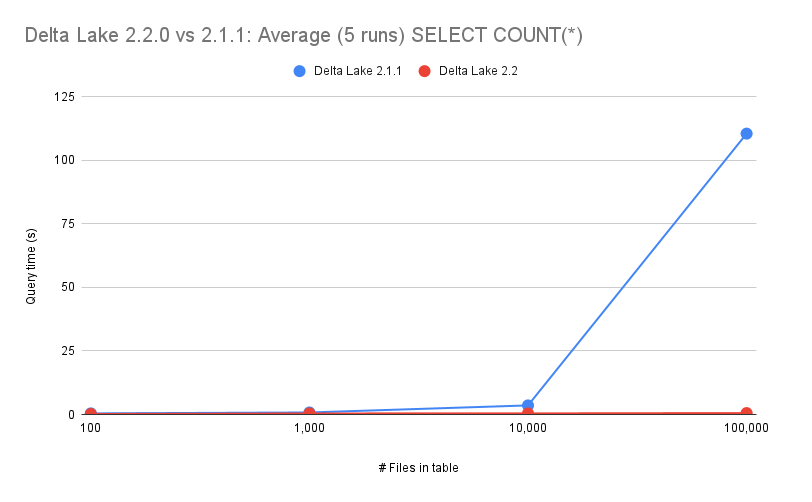 Delta Lake 2.2.0 vs 2.1.1: Average (5 runs) SELECT COUNT(*)
Delta Lake 2.1.1
Delta Lake 2.2
125
100
75
50
25
0
Query time (s)
100
1,000
10,000
100,000
# Files in table